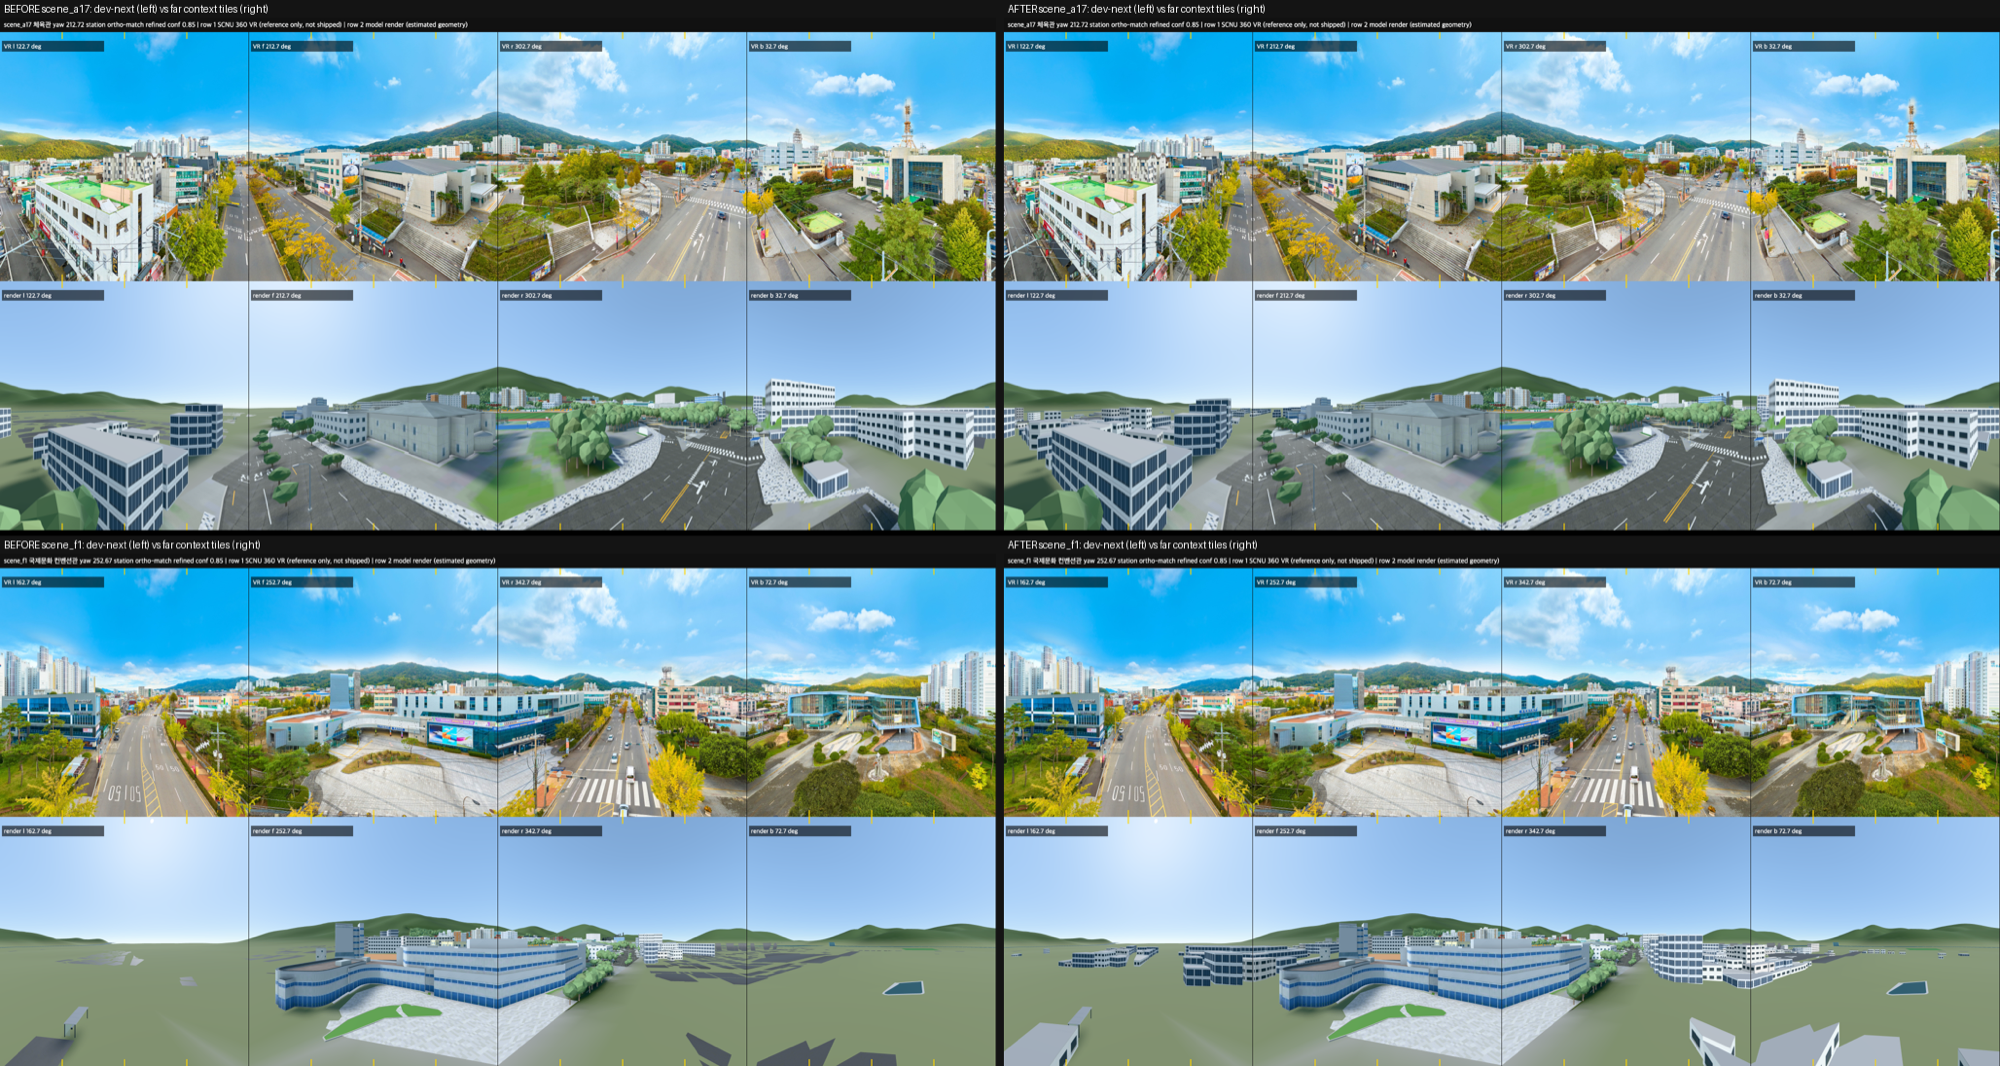 BEFORE scene_a17: dev-next (left) vs far context tiles (right)
scene_a17 체육관 yaw 212.72 station ortho-match refined conf 0.85 | row 1 SCNU 360 VR (reference only, not shipped) | row 2 model render (estimated geometry)
VR l 122.7 deg
VR f 212.7 deg
VR r 302.7 deg
VR b 32.7 deg
render l 122.7 deg
render f 212.7 deg
render r 302.7 deg
render b 32.7 deg
AFTER scene_a17: dev-next (left) vs far context tiles (right)
scene_a17 체육관 yaw 212.72 station ortho-match refined conf 0.85 | row 1 SCNU 360 VR (reference only, not shipped) | row 2 model render (estimated geometry)
VR l 122.7 deg
VR f 212.7 deg
VR r 302.7 deg
VR b 32.7 deg
render l 122.7 deg
render f 212.7 deg
render r 302.7 deg
render b 32.7 deg
BEFORE scene_f1: dev-next (left) vs far context tiles (right)
scene_f1 국제문화 컨벤션관 yaw 252.67 station ortho-match refined conf 0.85 | row 1 SCNU 360 VR (reference only, not shipped) | row 2 model render (estimated geometry)
VR l 162.7 deg
VR f 252.7 deg
VR r 342.7 deg
VR b 72.7 deg
render l 162.7 deg
render f 252.7 deg
render r 342.7 deg
render b 72.7 deg
AFTER scene_f1: dev-next (left) vs far context tiles (right)
scene_f1 국제문화 컨벤션관 yaw 252.67 station ortho-match refined conf 0.85 | row 1 SCNU 360 VR (reference only, not shipped) | row 2 model render (estimated geometry)
VR l 162.7 deg
VR f 252.7 deg
VR r 342.7 deg
VR b 72.7 deg
render l 162.7 deg
render f 252.7 deg
render r 342.7 deg
render b 72.7 deg